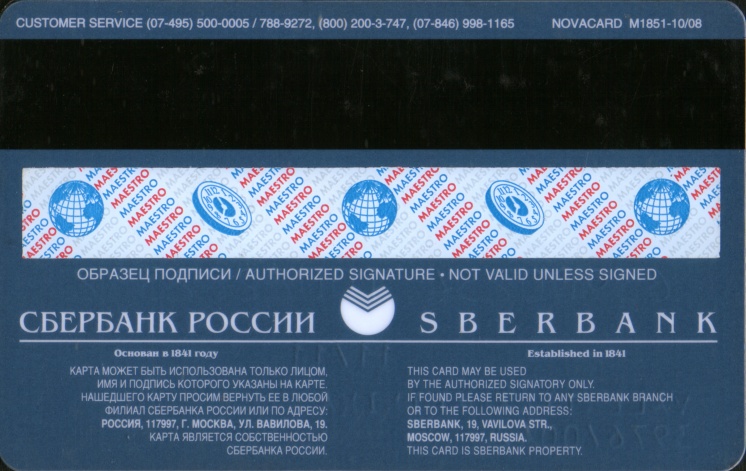 CUSTOMER SERVICE (07-495) 500-0005 / 788-9272, (800) 200-3-747, (07-846) 998-1165 NOVACARD M1851-10/08
MAESTRO
ОБРАЗЕЦ ПОДПИСИ / AUTHORIZED SIGNATURE • NOT VALID UNLESS SIGNED
СБЕРБАНК РОССИИ SBERBANK
Основан в 1841 году
Established in 1841
КАРТА МОЖЕТ БЫТЬ ИСПОЛЬЗОВАНА ТОЛЬКО ЛИЦОМ,
ИМЯ И ПОДПИСЬ КОТОРОГО УКАЗАНЫ НА КАРТЕ.
НАШЕДШЕГО КАРТУ ПРОСИМ ВЕРНУТЬ ЕЕ В ЛЮБОЙ
ФИЛИАЛ СБЕРБАНКА РОССИИ ИЛИ ПО АДРЕСУ:
РОССИЯ, 117997, Г. МОСКВА, УЛ. ВАВИЛОВА, 19.
КАРТА ЯВЛЯЕТСЯ СОБСТВЕННОСТЬЮ
СБЕРБАНКА РОССИИ.
THIS CARD MAY BE USED
BY THE AUTHORIZED SIGNATORY ONLY.
IF FOUND PLEASE RETURN TO ANY SBERBANK BRANCH
OR TO THE FOLLOWING ADDRESS:
SBERBANK, 19, VAVILOVA STR.,
MOSCOW, 117997, RUSSIA.
THIS CARD IS SBERBANK PROPERTY.